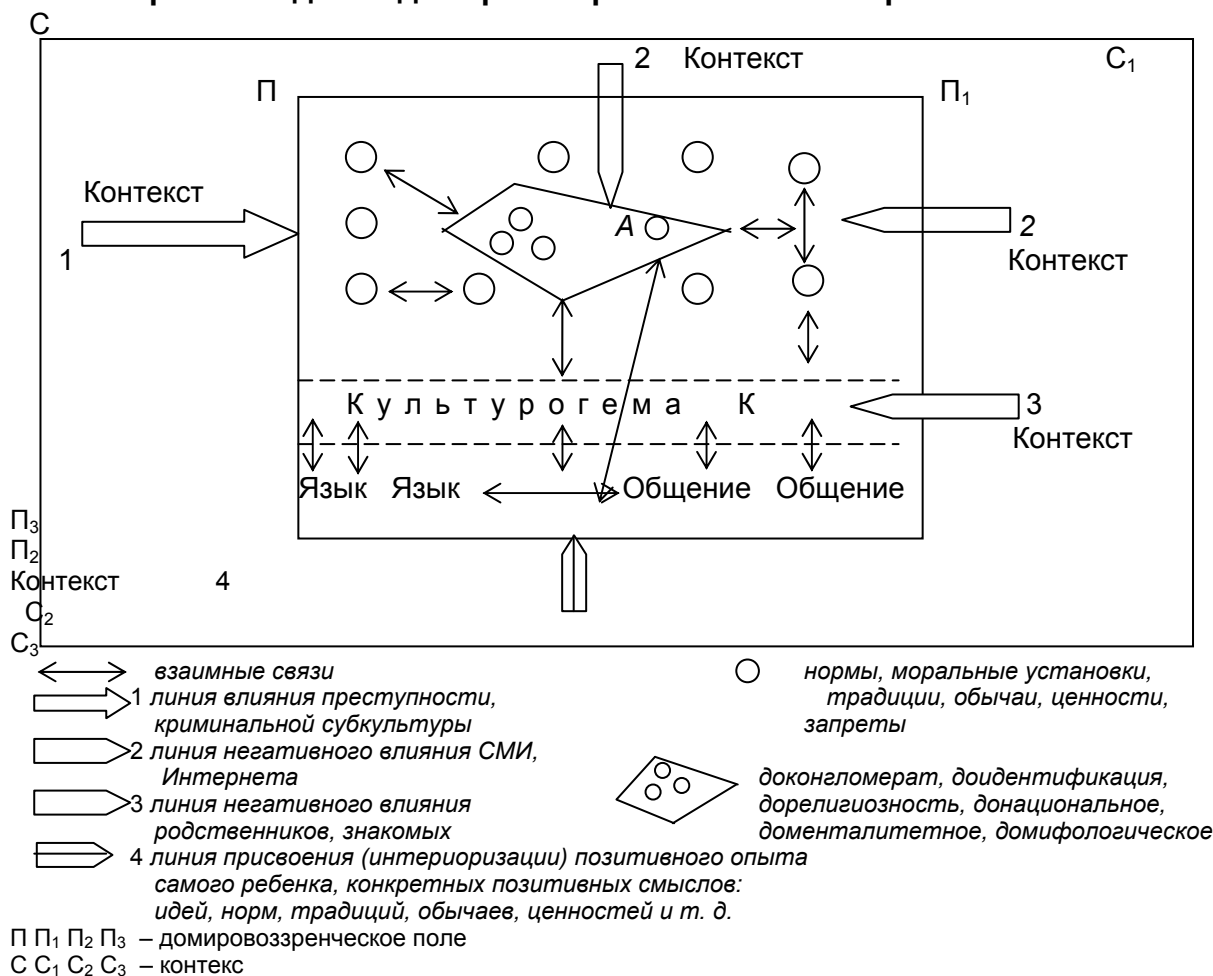 С
2 Контекст
С₁
П
П₁
Контекст
1
А
2
Контекст
Культурогема К
3
Контекст
Язык Язык Общение Общение
П₃
П₂
Контекст 4
С₂
С₃
взаимные связи
1 линия влияния преступности,
криминальной субкультуры
2 линия негативного влияния СМИ,
Интернета
3 линия негативного влияния
родственников, знакомых
4 линия присвоения (интериоризации) позитивного опыта
самого ребенка, конкретных позитивных смыслов:
идей, норм, традиций, обычаев, ценностей и т. д.
нормы, моральные установки,
традиции, обычаи, ценности,
запреты
доконгломерат, доидентификация,
дорелигиозность, донациональное,
доменталитетное, домифологическое
П П₁ П₂ П₃ – домировоззренческое поле
С С₁ С₂ С₃ – контекс